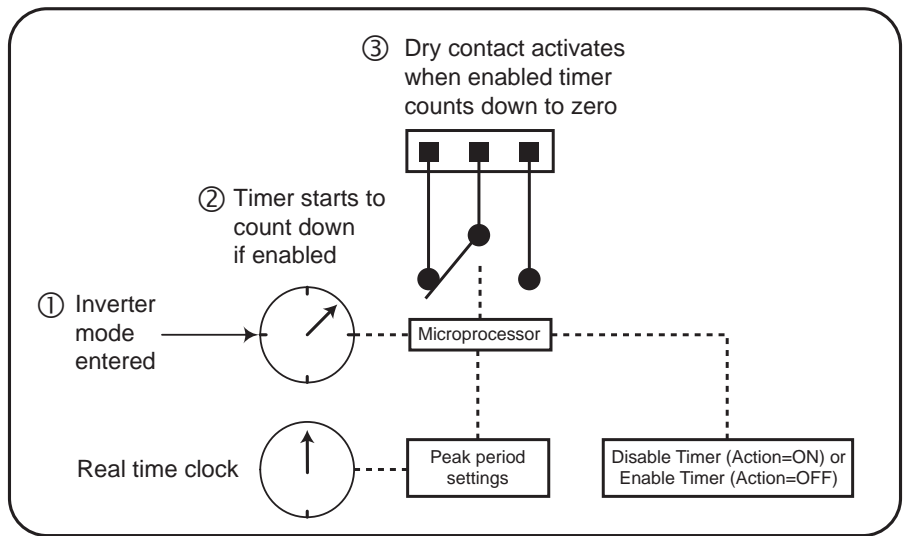 ③ Dry contact activates
when enabled timer
counts down to zero
② Timer starts to
count down
if enabled
① Inverter
mode
entered
Microprocessor
Real time clock
Peak period
settings
Disable Timer (Action=ON) or
Enable Timer (Action=OFF)